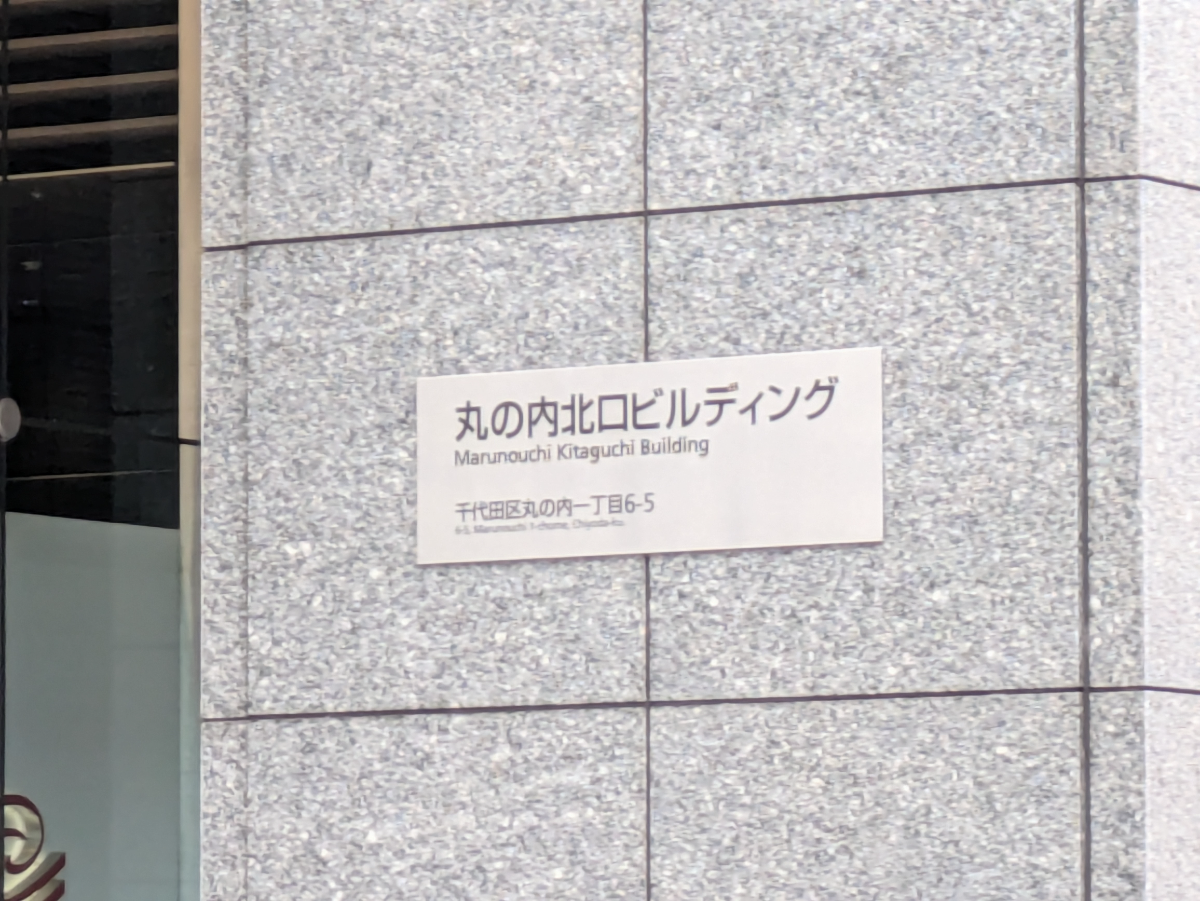 丸の内北口ビルディング
Marunouchi Kitaguchi Building
千代田区丸の内一丁目6-5
6-5, Marunouchi 1-chome, Chiyoda-ku